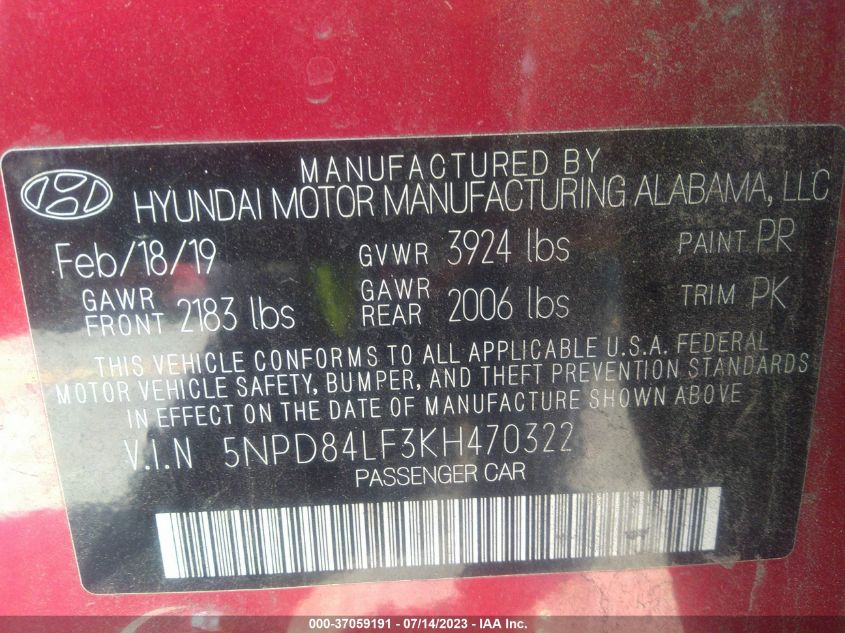 MANUFACTURED BY
HYUNDAI MOTOR MANUFACTURING ALABAMA, LLC
Feb/18/19 GVWR 3924 lbs PAINT PR
GAWR FRONT 2183 lbs GAWR REAR 2006 lbs TRIM PK
THIS VEHICLE CONFORMS TO ALL APPLICABLE U.S.A. FEDERAL
MOTOR VEHICLE SAFETY, BUMPER, AND THEFT PREVENTION STANDARDS
IN EFFECT ON THE DATE OF MANUFACTURE SHOWN ABOVE
V.I.N 5NPD84LF3KH470322
PASSENGER CAR
000-37059191 - 07/14/2023 - IAA Inc.